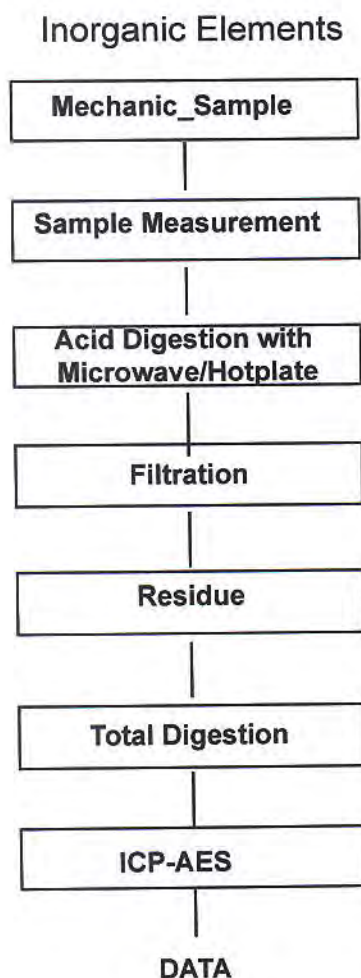 Inorganic Elements
Mechanic_Sample
Sample Measurement
Acid Digestion with
Microwave/Hotplate
Filtration
Residue
Total Digestion
ICP-AES
DATA